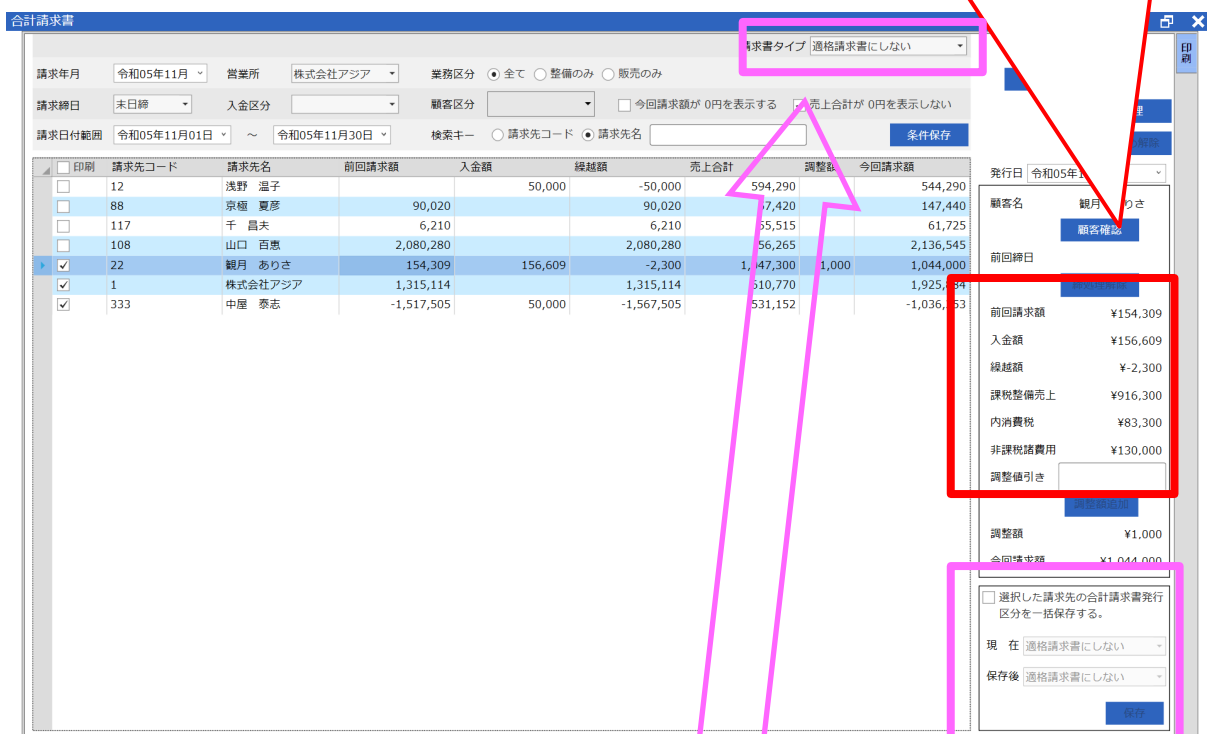 合計請求書
請求書タイプ 適格請求書にしない
印刷
請求年月 令和05年11月 営業所 株式会社アジア 業務区分 全て 整備のみ 販売のみ
請求締日 末日締 入金区分 顧客区分 今回請求額が 0円を表示する 売上合計が 0円を表示しない
請求日付範囲 令和05年11月01日 ～ 令和05年11月30日 検索キー 請求先コード 請求先名 条件保存
印刷 請求先コード 請求先名 前回請求額 入金額 繰越額 売上合計 調整額 今回請求額
12 浅野 温子 50,000 -50,000 594,290 544,290
88 京極 夏彦 90,020 90,020 147,440
117 千 昌夫 6,210 6,210 61,725
108 山口 百恵 2,080,280 2,080,280 2,136,545
22 観月 ありさ 154,309 156,609 -2,300 1,000 1,044,000
1 株式会社アジア 1,315,114 1,315,114
333 中屋 泰志 -1,517,505 50,000 -1,567,505
発行日
顧客名 観月
顧客確認
前回締日
前回請求額 ¥154,309
入金額 ¥156,609
繰越額 ¥-2,300
課税整備売上 ¥916,300
内消費税 ¥83,300
非課税諸費用 ¥130,000
調整値引き
調整額追加
調整額 ¥1,000
今回請求額 ¥1,044,000
選択した請求先の合計請求書発行
区分を一括保存する。
現 在 適格請求書にしない
保存後 適格請求書にしない
保存